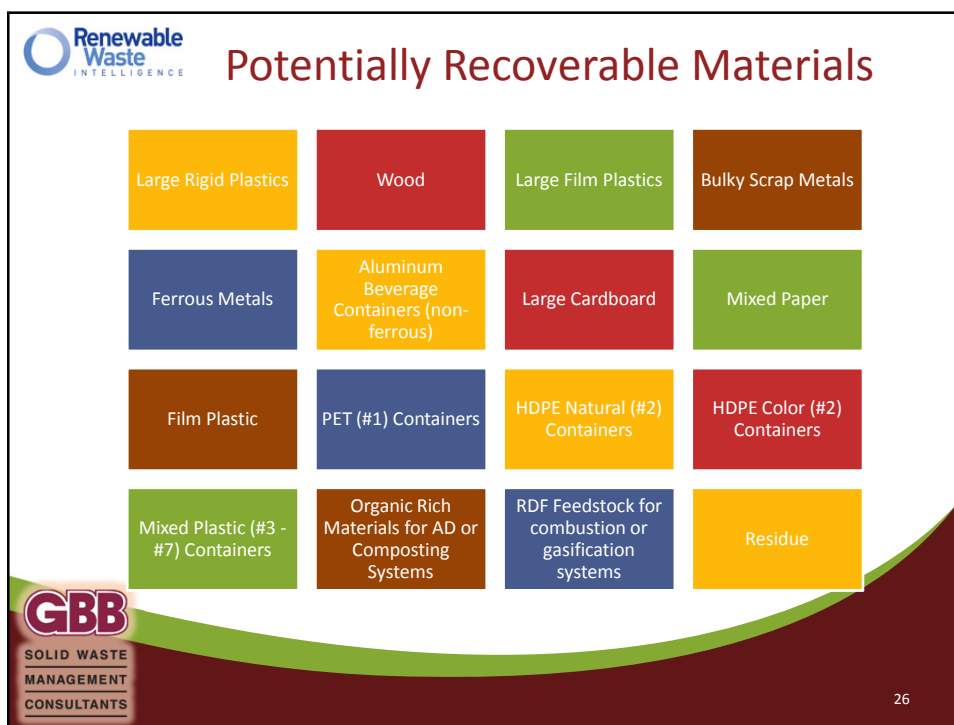 Renewable
Waste
INTELLIGENCE
Potentially Recoverable Materials
Large Rigid Plastics
Wood
Large Film Plastics
Bulky Scrap Metals
Ferrous Metals
Aluminum
Beverage
Containers (non-
ferrous)
Large Cardboard
Mixed Paper
Film Plastic
PET (#1) Containers
HDPE Natural (#2)
Containers
HDPE Color (#2)
Containers
Mixed Plastic (#3 -
#7) Containers
Organic Rich
Materials for AD or
Composting
Systems
RDF Feedstock for
combustion or
gasification
systems
Residue
GBB
SOLID WASTE
MANAGEMENT
CONSULTANTS
26